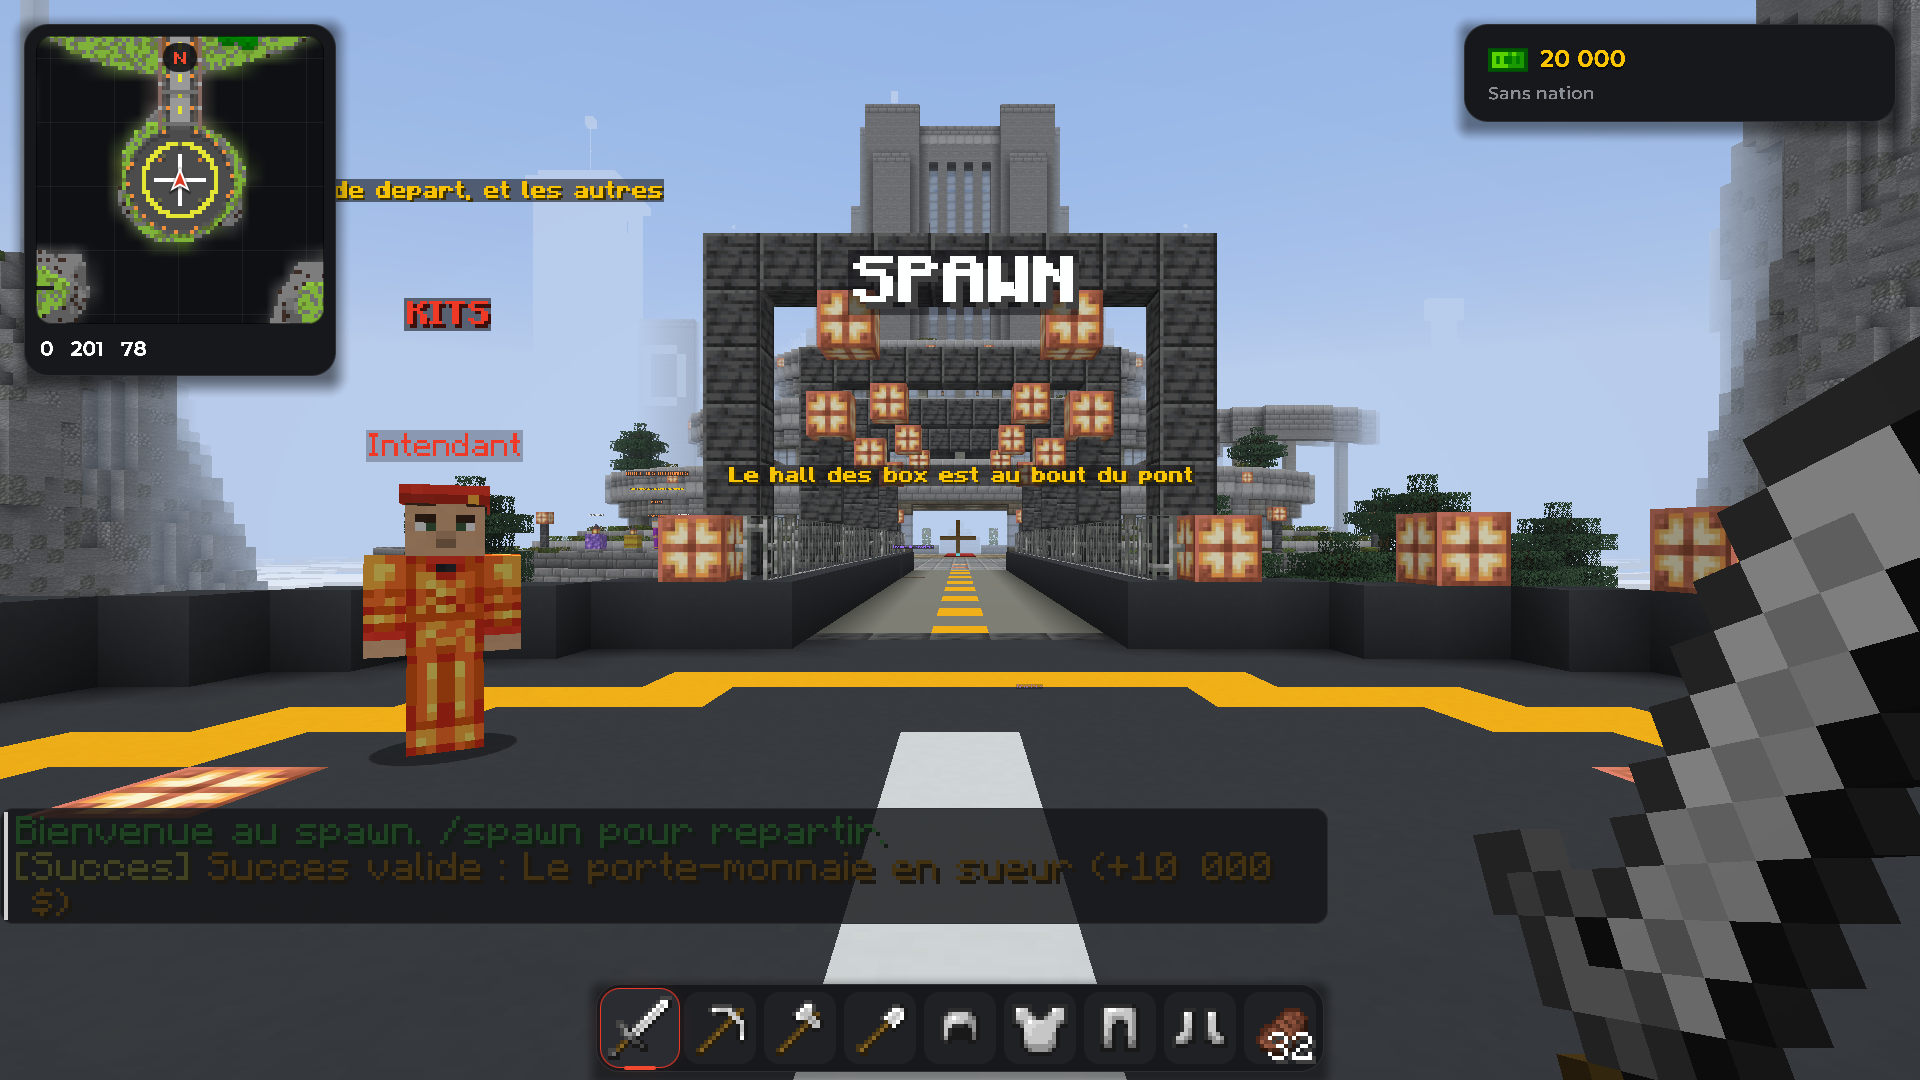 N
0 201 78
20 000
Sans nation
de depart, et les autres
SPAWN
KITS
Intendant
Le hall des box est au bout du pont
Bienvenue au spawn. /spawn pour repartir.
[Succes] Succes valide : Le porte-monnaie en sueur (+10 000
$)
32